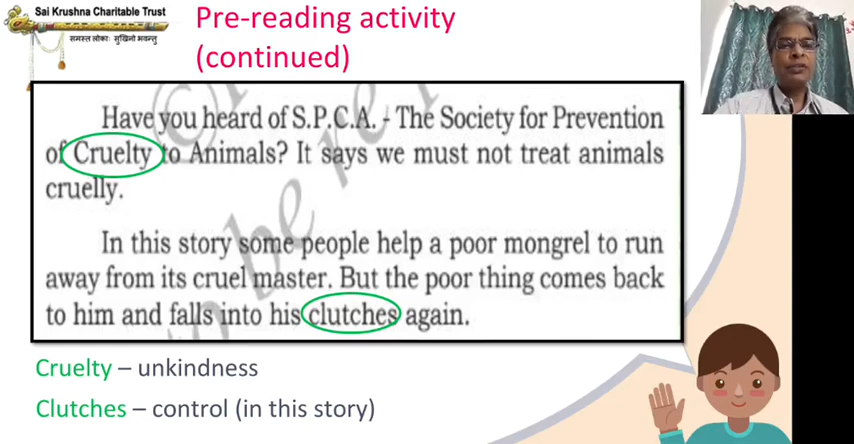 Sai Krushna Charitable Trust
समस्त लोकाः सुखिनो भवन्तु
Pre-reading activity
(continued)
Have you heard of S.P.C.A. - The Society for Prevention
of Cruelty to Animals? It says we must not treat animals
cruelly.
In this story some people help a poor mongrel to run
away from its cruel master. But the poor thing comes back
to him and falls into his clutches again.
Cruelty – unkindness
Clutches – control (in this story)